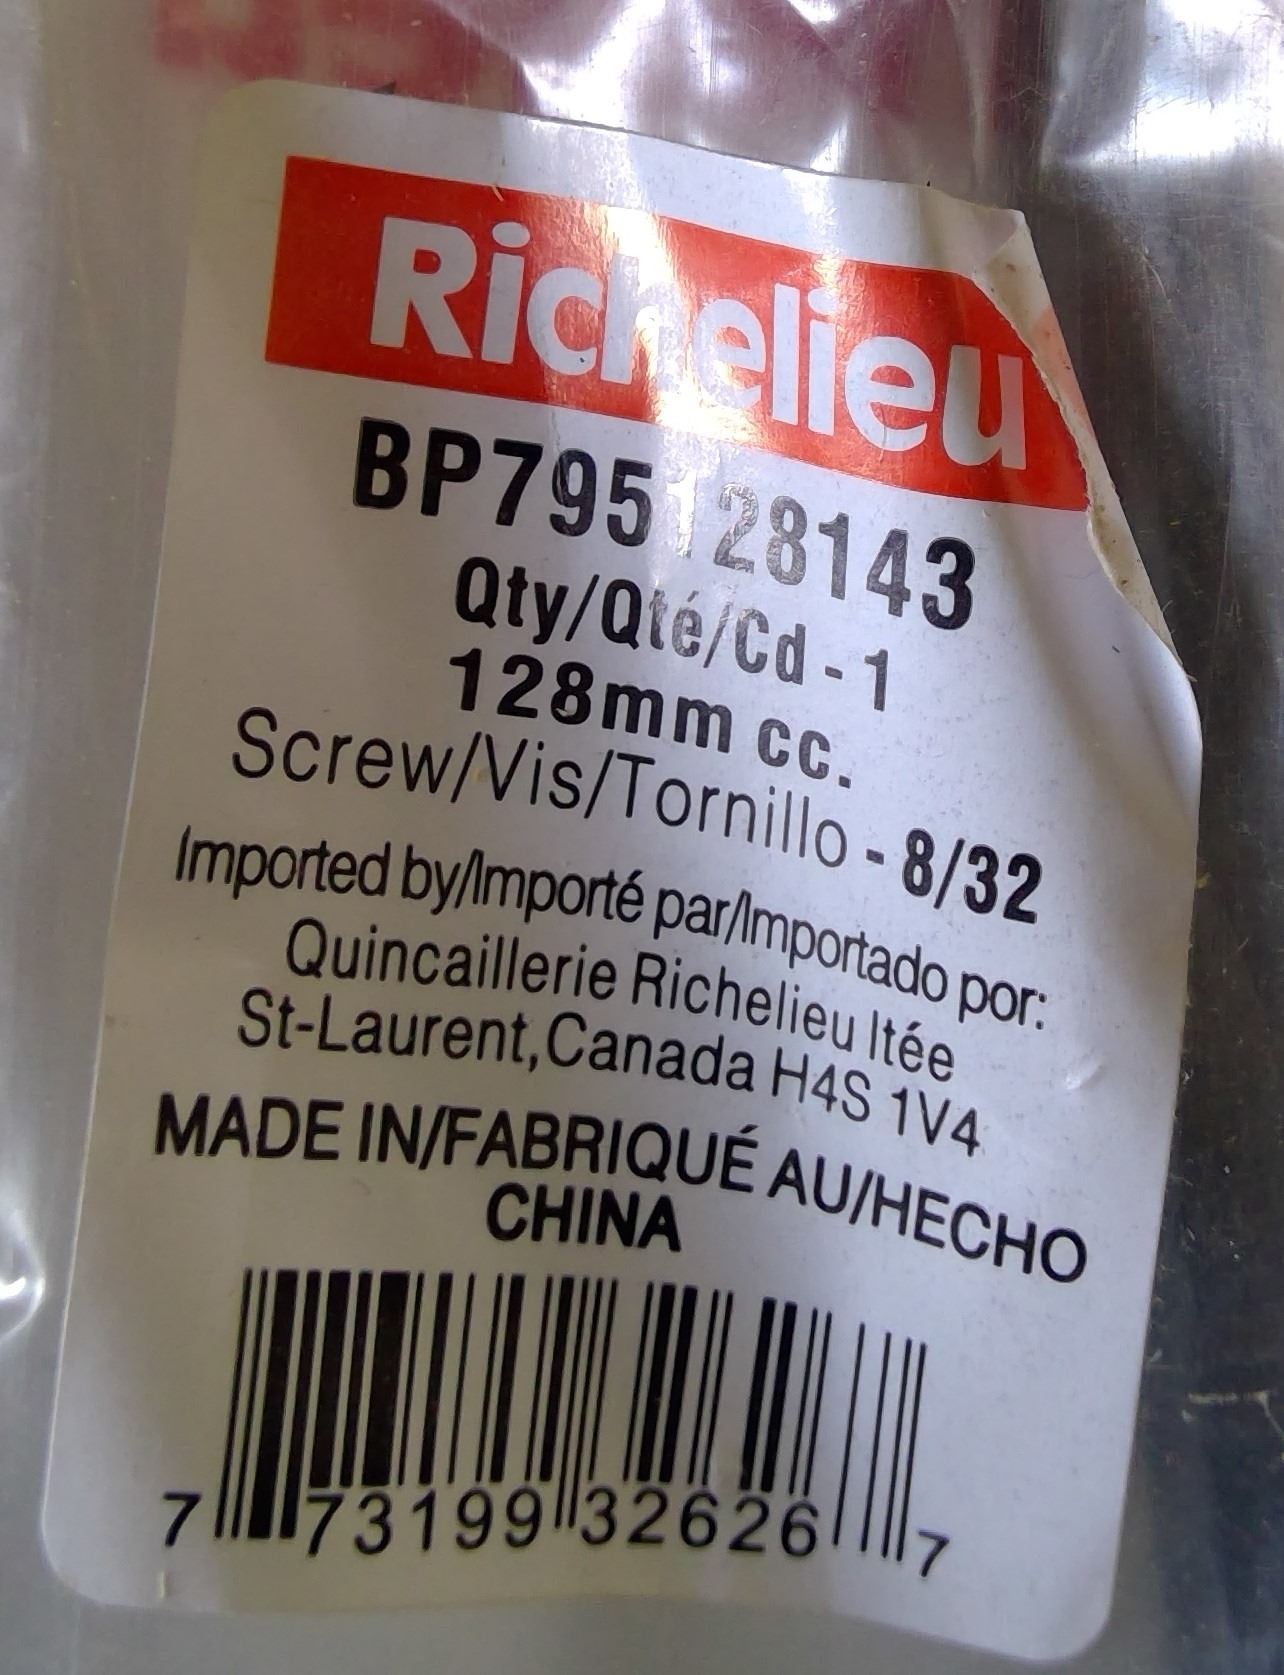 Richelieu
BP795128143
Qty/Qté/Cd - 1
128mm cc.
Screw/Vis/Tornillo - 8/32
Imported by/Importé par/Importado por:
Quincaillerie Richelieu ltée
St-Laurent,Canada H4S 1V4
MADE IN/FABRIQUÉ AU/HECHO
CHINA
7 73199 32626 7